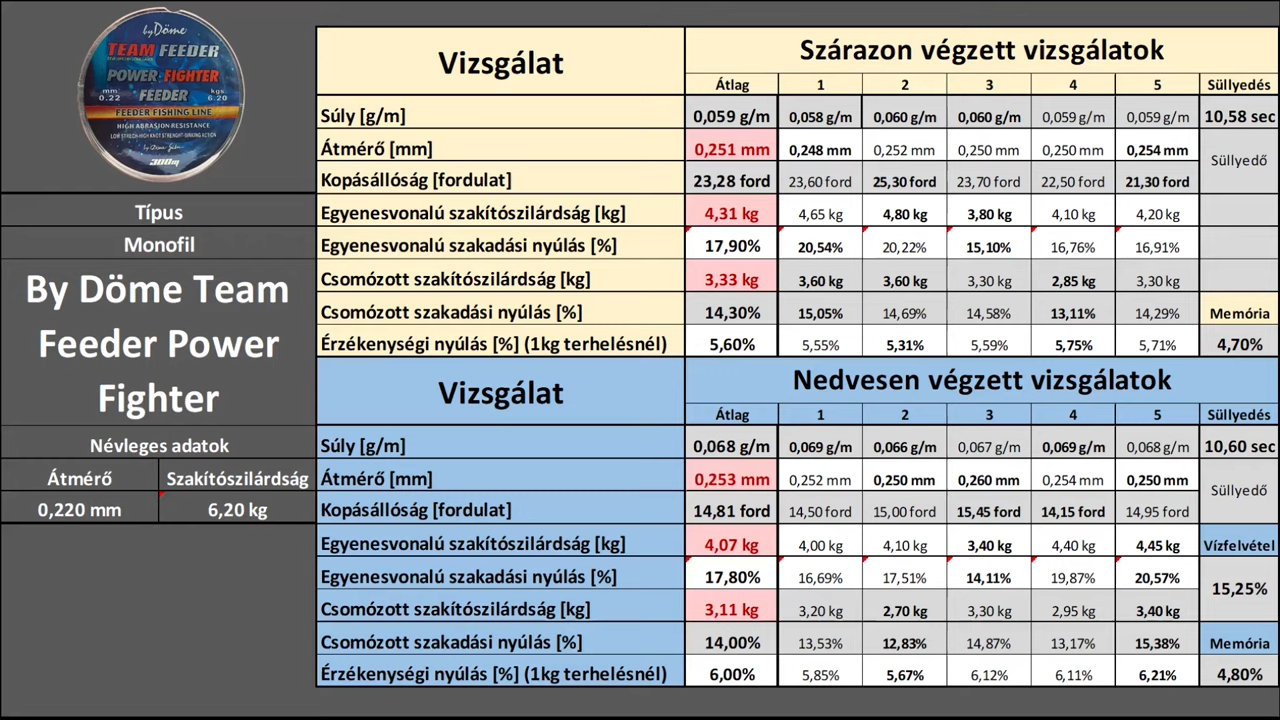 by Döme
TEAM FEEDER
POWER FIGHTER
mm kgs
0.22 FEEDER 6.20
FEEDER FISHING LINE
HIGH ABRASION RESISTANCE
300m
Típus
Monofil
By Döme Team
Feeder Power
Fighter
Névleges adatok
Átmérő Szakítószilárdság
0,220 mm 6,20 kg
Vizsgálat Szárazon végzett vizsgálatok
Átlag 1 2 3 4 5 Süllyedés
Súly [g/m] 0,059 g/m 0,058 g/m 0,060 g/m 0,060 g/m 0,059 g/m 0,059 g/m 10,58 sec
Átmérő [mm] 0,251 mm 0,248 mm 0,252 mm 0,250 mm 0,250 mm 0,254 mm Süllyedő
Kopásállóság [fordulat] 23,28 ford 23,60 ford 25,30 ford 23,70 ford 22,50 ford 21,30 ford
Egyenesvonalú szakítószilárdság [kg] 4,31 kg 4,65 kg 4,80 kg 3,80 kg 4,10 kg 4,20 kg
Egyenesvonalú szakadási nyúlás [%] 17,90% 20,54% 20,22% 15,10% 16,76% 16,91%
Csomózott szakítószilárdság [kg] 3,33 kg 3,60 kg 3,60 kg 3,30 kg 2,85 kg 3,30 kg
Csomózott szakadási nyúlás [%] 14,30% 15,05% 14,69% 14,58% 13,11% 14,29% Memória
Érzékenységi nyúlás [%] (1kg terhelésnél) 5,60% 5,55% 5,31% 5,59% 5,75% 5,71% 4,70%
Vizsgálat Nedvesen végzett vizsgálatok
Átlag 1 2 3 4 5 Süllyedés
Súly [g/m] 0,068 g/m 0,069 g/m 0,066 g/m 0,067 g/m 0,069 g/m 0,068 g/m 10,60 sec
Átmérő [mm] 0,253 mm 0,252 mm 0,250 mm 0,260 mm 0,254 mm 0,250 mm Süllyedő
Kopásállóság [fordulat] 14,81 ford 14,50 ford 15,00 ford 15,45 ford 14,15 ford 14,95 ford
Egyenesvonalú szakítószilárdság [kg] 4,07 kg 4,00 kg 4,10 kg 3,40 kg 4,40 kg 4,45 kg Vízfelvétel
Egyenesvonalú szakadási nyúlás [%] 17,80% 16,69% 17,51% 14,11% 19,87% 20,57% 15,25%
Csomózott szakítószilárdság [kg] 3,11 kg 3,20 kg 2,70 kg 3,30 kg 2,95 kg 3,40 kg
Csomózott szakadási nyúlás [%] 14,00% 13,53% 12,83% 14,87% 13,17% 15,38% Memória
Érzékenységi nyúlás [%] (1kg terhelésnél) 6,00% 5,85% 5,67% 6,12% 6,11% 6,21% 4,80%